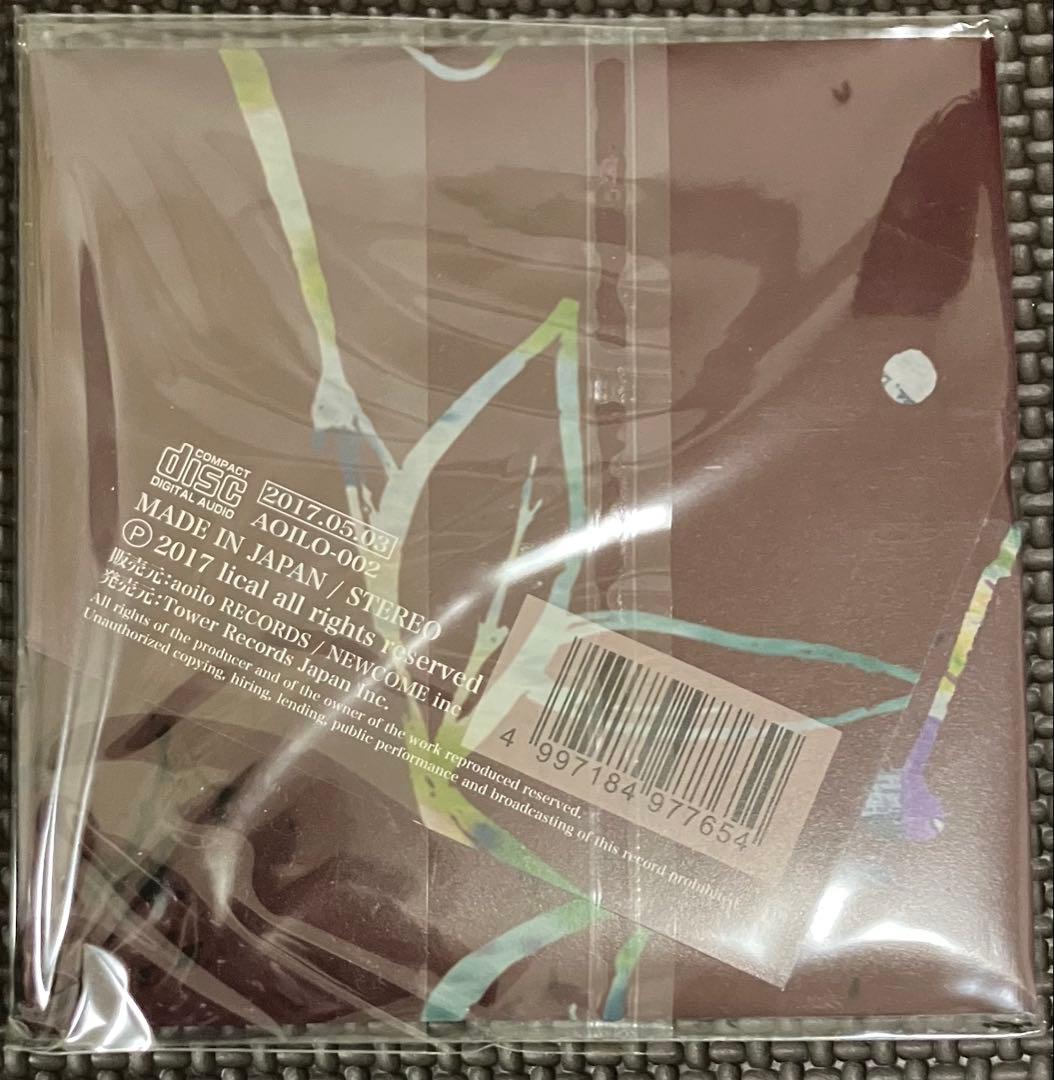 COMPACT
disc
DIGITAL AUDIO
2017.05.03
AOILO-002
MADE IN JAPAN / STEREO
Ⓟ 2017 lical all rights reserved
販売元:aoilo RECORDS / NEWCOME inc
発売元:Tower Records Japan Inc.
All rights of the producer and of the owner of the work reproduced reserved.
Unauthorized copying, hiring, lending, public performance and broadcasting of this record prohibited.
4 997184 977654